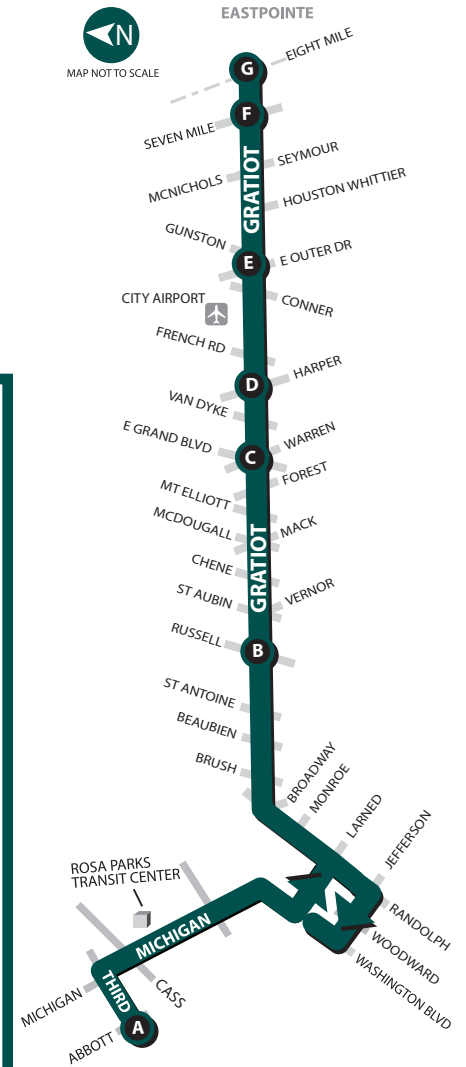 EASTPOINTE
N
MAP NOT TO SCALE
EIGHT MILE
G
F
SEVEN MILE
SEYMOUR
MCNICHOLS
GRATIOT
HOUSTON WHITTIER
GUNSTON
E OUTER DR
E
CITY AIRPORT
CONNER
FRENCH RD
HARPER
D
VAN DYKE
E GRAND BLVD
WARREN
C
FOREST
MT ELLIOTT
MCDOUGALL
MACK
GRATIOT
CHENE
ST AUBIN
VERNOR
RUSSELL
B
ST ANTOINE
BEAUBIEN
BRUSH
BROADWAY
MONROE
LARNED
JEFFERSON
ROSA PARKS
TRANSIT CENTER
RANDOLPH
MICHIGAN
WOODWARD
WASHINGTON BLVD
MICHIGAN
THIRD
CASS
ABBOTT
A